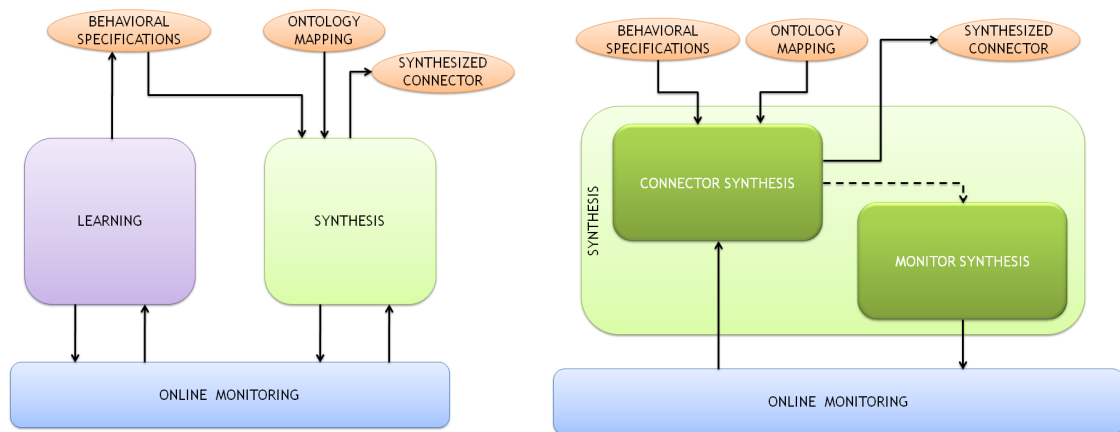 BEHAVIORAL
SPECIFICATIONS
ONTOLOGY
MAPPING
SYNTHESIZED
CONNECTOR
LEARNING
SYNTHESIS
ONLINE MONITORING
BEHAVIORAL
SPECIFICATIONS
ONTOLOGY
MAPPING
SYNTHESIZED
CONNECTOR
CONNECTOR SYNTHESIS
SYNTHESIS
MONITOR SYNTHESIS
ONLINE MONITORING